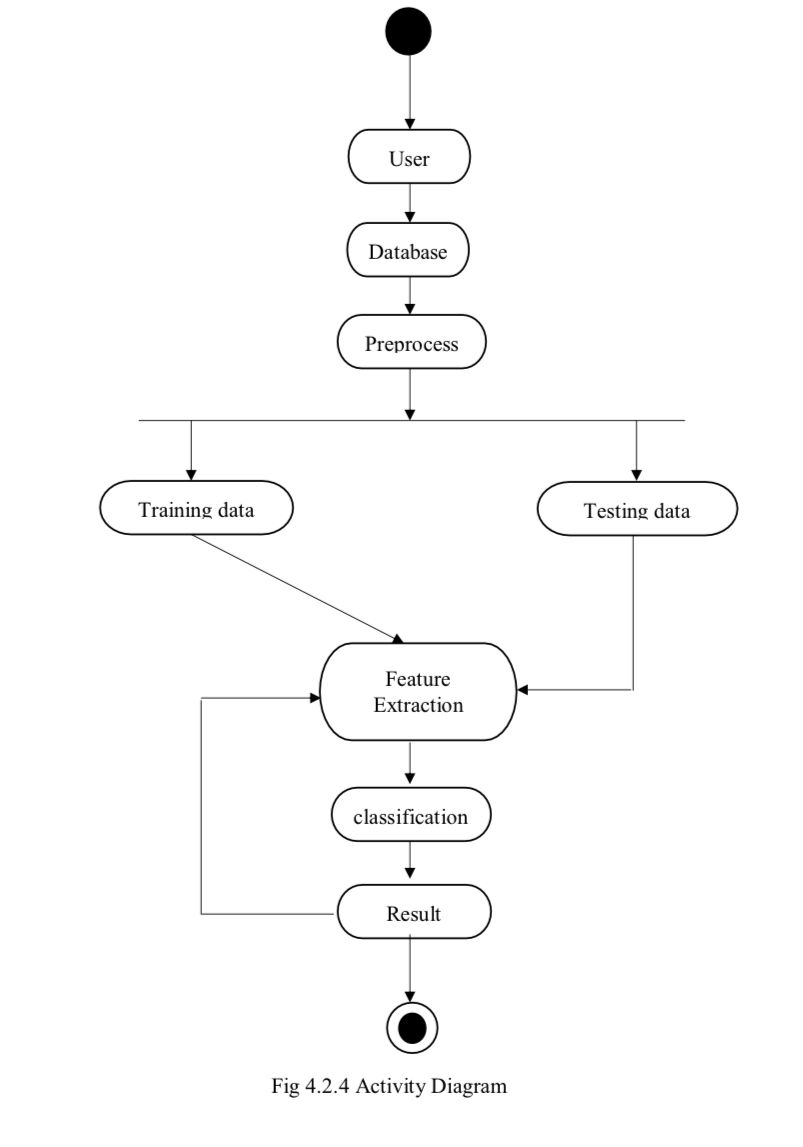 User
Database
Preprocess
Training data
Testing data
Feature
Extraction
classification
Result
Fig 4.2.4 Activity Diagram